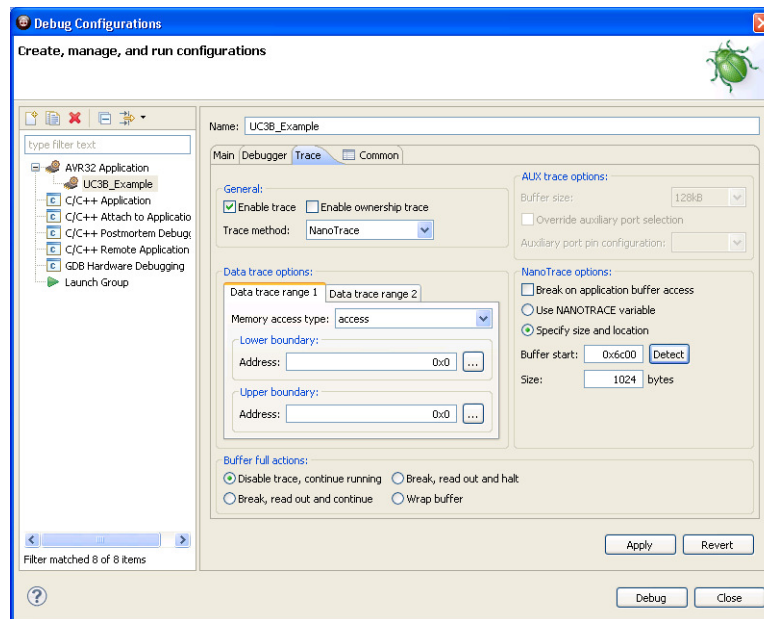 Debug Configurations
Create, manage, and run configurations
type filter text
AVR32 Application
UC3B_Example
C/C++ Application
C/C++ Attach to Applicatio
C/C++ Postmortem Debug
C/C++ Remote Application
GDB Hardware Debugging
Launch Group
Filter matched 8 of 8 items
Name: UC3B_Example
Main Debugger Trace Common
General:
Enable trace Enable ownership trace
Trace method: NanoTrace
AUX trace options:
Buffer size: 128kB
Override auxiliary port selection
Auxiliary port pin configuration:
Data trace options:
Data trace range 1 Data trace range 2
Memory access type: access
Lower boundary:
Address: 0x0 ...
Upper boundary:
Address: 0x0 ...
NanoTrace options:
Break on application buffer access
Use NANOTRACE variable
Specify size and location
Buffer start: 0x6c00 Detect
Size: 1024 bytes
Buffer full actions:
Disable trace, continue running Break, read out and halt
Break, read out and continue Wrap buffer
Apply Revert
? Debug Close